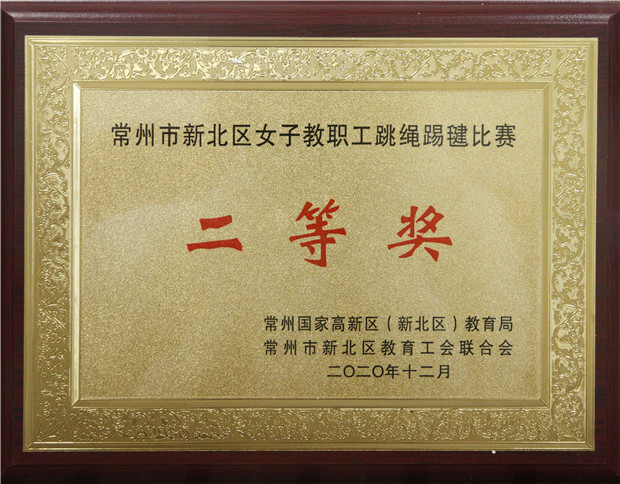 常州市新北区女子教职工跳绳踢毽比赛
二等奖
常州国家高新区（新北区）教育局
常州市新北区教育工会联合会
二〇二〇年十二月